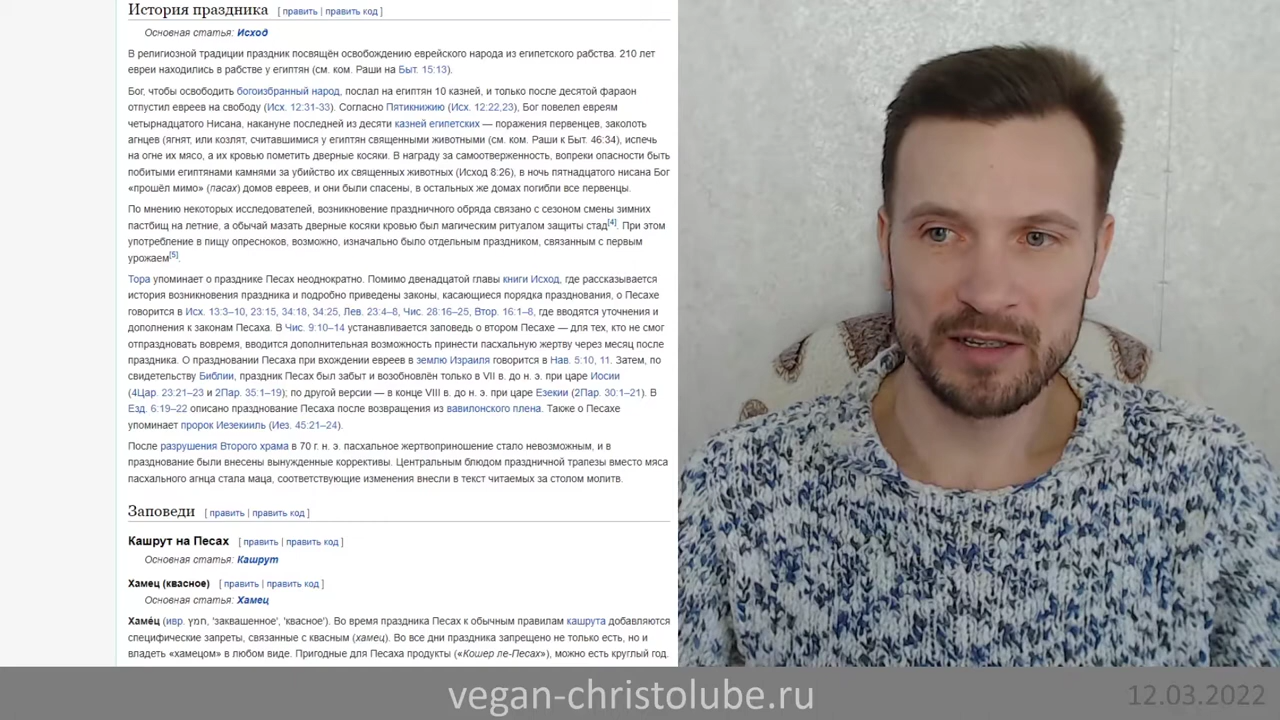 История праздника [ править | править код ]
Основная статья: Исход
В религиозной традиции праздник посвящён освобождению еврейского народа из египетского рабства. 210 лет
евреи находились в рабстве у египтян (см. ком. Раши на Быт. 15:13).
Бог, чтобы освободить богоизбранный народ, послал на египтян 10 казней, и только после десятой фараон
отпустил евреев на свободу (Исх. 12:31-33). Согласно Пятикнижию (Исх. 12:22,23), Бог повелел евреям
четырнадцатого Нисана, накануне последней из десяти казней египетских — поражения первенцев, заколоть
агнцев (ягнят, или козлят, считавшимися у египтян священными животными (см. ком. Раши к Быт. 46:34), испечь
на огне их мясо, а их кровью пометить дверные косяки. В награду за самоотверженность, вопреки опасности быть
побитыми египтянами камнями за убийство их священных животных (Исход 8:26), в ночь пятнадцатого нисана Бог
«прошёл мимо» (пасах) домов евреев, и они были спасены, в остальных же домах погибли все первенцы.
По мнению некоторых исследователей, возникновение праздничного обряда связано с сезоном смены зимних
пастбищ на летние, а обычай мазать дверные косяки кровью был магическим ритуалом защиты стад[4]. При этом
употребление в пищу опресноков, возможно, изначально было отдельным праздником, связанным с первым
урожаем[5].
Тора упоминает о празднике Песах неоднократно. Помимо двенадцатой главы книги Исход, где рассказывается
история возникновения праздника и подробно приведены законы, касающиеся порядка празднования, о Песахе
говорится в Исх. 13:3–10, 23:15, 34:18, 34:25, Лев. 23:4–8, Чис. 28:16–25, Втор. 16:1–8, где вводятся уточнения и
дополнения к законам Песаха. В Чис. 9:10–14 устанавливается заповедь о втором Песахе — для тех, кто не смог
отпраздновать вовремя, вводится дополнительная возможность принести пасхальную жертву через месяц после
праздника. О праздновании Песаха при вхождении евреев в землю Израиля говорится в Нав. 5:10, 11. Затем, по
свидетельству Библии, праздник Песах был забыт и возобновлён только в VII в. до н. э. при царе Иосии
(4Цар. 23:21–23 и 2Пар. 35:1–19); по другой версии — в конце VIII в. до н. э. при царе Езекии (2Пар. 30:1–21). В
Езд. 6:19–22 описано празднование Песаха после возвращения из вавилонского плена. Также о Песахе
упоминает пророк Иезекииль (Иез. 45:21–24).
После разрушения Второго храма в 70 г. н. э. пасхальное жертвоприношение стало невозможным, и в
празднование были внесены вынужденные коррективы. Центральным блюдом праздничной трапезы вместо мяса
пасхального агнца стала маца, соответствующие изменения внесли в текст читаемых за столом молитв.
Заповеди [ править | править код ]
Кашрут на Песах [ править | править код ]
Основная статья: Кашрут
Хамец (квасное) [ править | править код ]
Основная статья: Хамец
Хаме́ц (ивр. חמץ, 'заквашенное', 'квасное'). Во время праздника Песах к обычным правилам кашрута добавляются
специфические запреты, связанные с квасным (хамец). Во все дни праздника запрещено не только есть, но и
владеть «хамецом» в любом виде. Пригодные для Песаха продукты («Кошер ле-Песах»), можно есть круглый год.
vegan-christolube.ru
12.03.2022